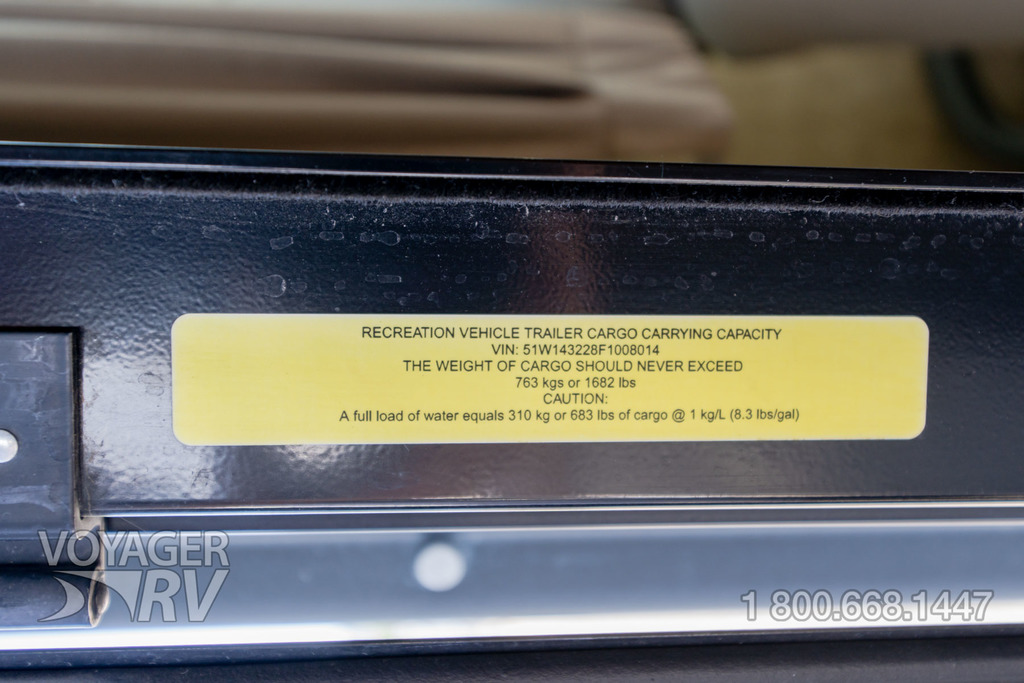 RECREATION VEHICLE TRAILER CARGO CARRYING CAPACITY
VIN: 51W143228F1008014
THE WEIGHT OF CARGO SHOULD NEVER EXCEED
763 kgs or 1682 lbs
CAUTION:
A full load of water equals 310 kg or 683 lbs of cargo @ 1 kg/L (8.3 lbs/gal)
VOYAGER
RV
1 800.668.1447